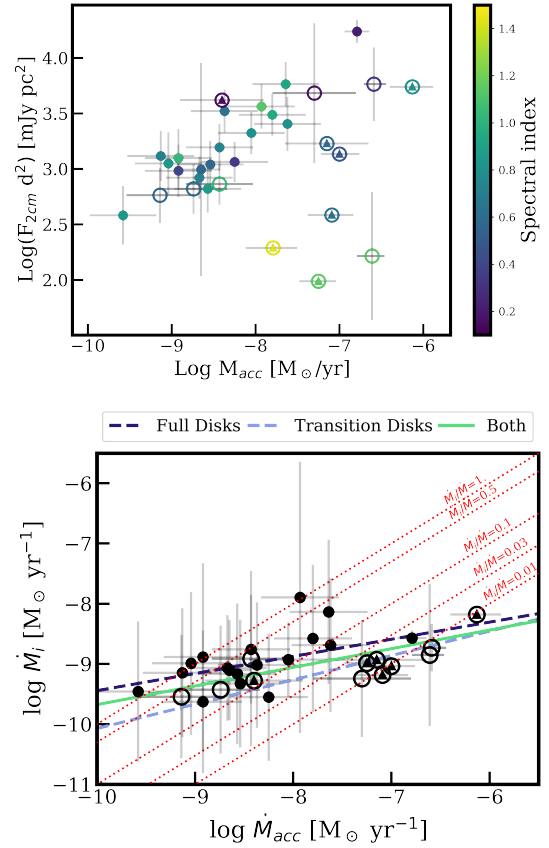 4.0
3.5
3.0
2.5
2.0
Log(F2cm d2) [mJy pc2]
-10 -9 -8 -7 -6
Log Macc [M⊙/yr]
1.4
1.2
1.0
0.8
0.6
0.4
0.2
Spectral index
Full Disks Transition Disks Both
−6
−7
−8
−9
−10
−11
log Ṁi [M⊙ yr−1]
Ṁi/Ṁ=1
Ṁi/Ṁ=0.5
Ṁi/Ṁ=0.1
Ṁi/Ṁ=0.03
Ṁi/Ṁ=0.01
−10 −9 −8 −7 −6
log Ṁacc [M⊙ yr−1]